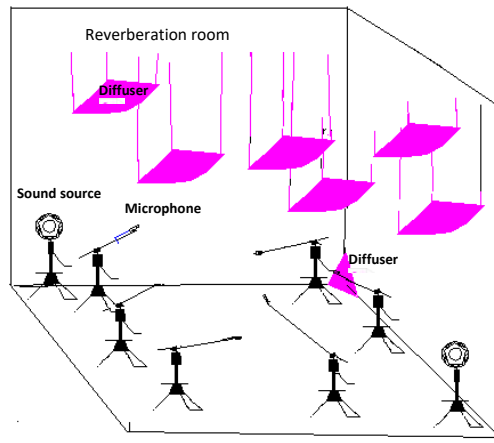 Reverberation room
Diffuser
Sound source
Microphone
Diffuser